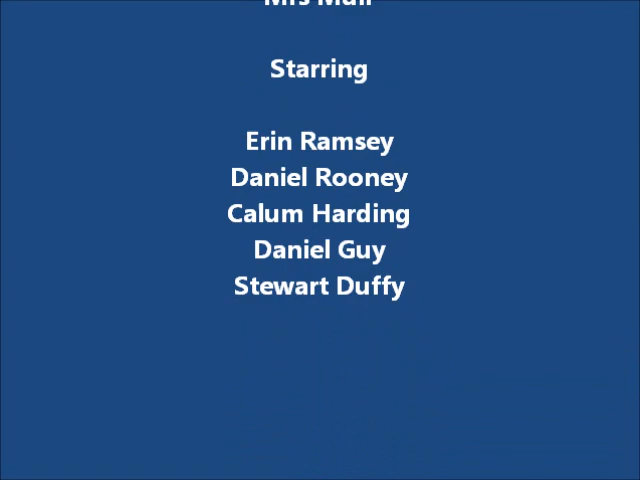 Starring
Erin Ramsey
Daniel Rooney
Calum Harding
Daniel Guy
Stewart Duffy